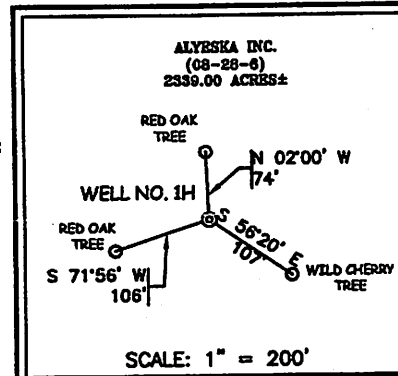 ALYESKA INC.
(08-28-6)
2339.00 ACRES±
RED OAK
TREE
N 02°00' W
74'
WELL NO. 1H
RED OAK
TREE
S 56°20' E
107'
S 71°56' W
106'
WILD CHERRY
TREE
SCALE: 1" = 200'